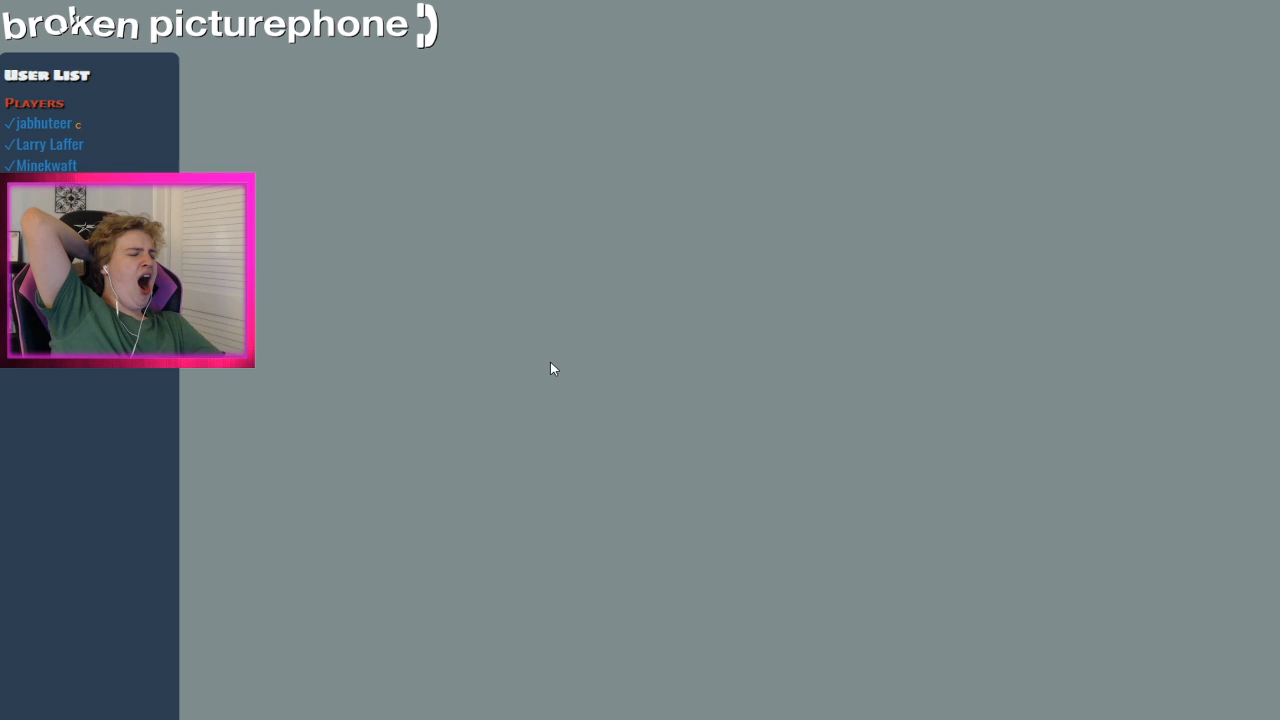 broken picturephone
User List
Players
✓jabhuteer c
✓Larry Laffer
✓Minekwaft